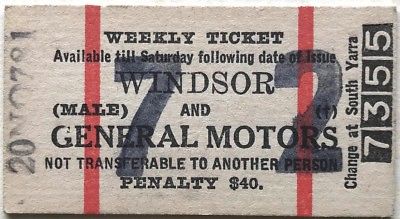 WEEKLY TICKET
Available till Saturday following date of Issue
WINDSOR
(MALE) AND (†)
GENERAL MOTORS
NOT TRANSFERABLE TO ANOTHER PERSON
PENALTY $40.
72
20NO781
Change at South Yarra
7355